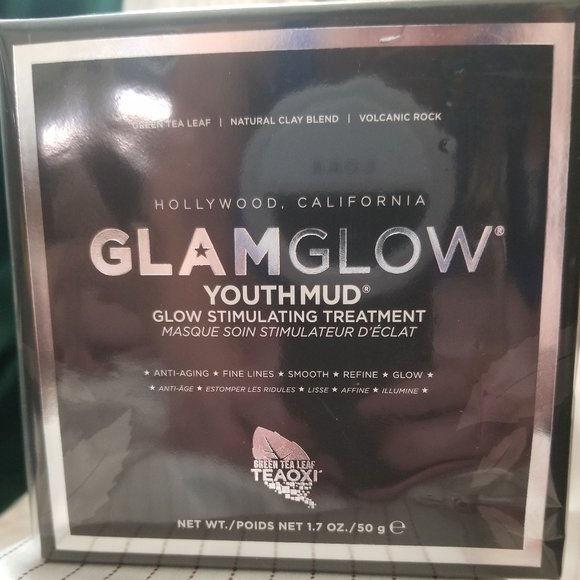 GREEN TEA LEAF | NATURAL CLAY BLEND | VOLCANIC ROCK
HOLLYWOOD, CALIFORNIA
GLAMGLOW®
YOUTHMUD®
GLOW STIMULATING TREATMENT
MASQUE SOIN STIMULATEUR D'ÉCLAT
★ ANTI-AGING ★ FINE LINES ★ SMOOTH ★ REFINE ★ GLOW ★
★ ANTI-ÂGE ★ ESTOMPER LES RIDULES ★ LISSE ★ AFFINE ★ ILLUMINE ★
GREEN TEA LEAF
TEAOXI
NET WT./POIDS NET 1.7 OZ./50 g ℮